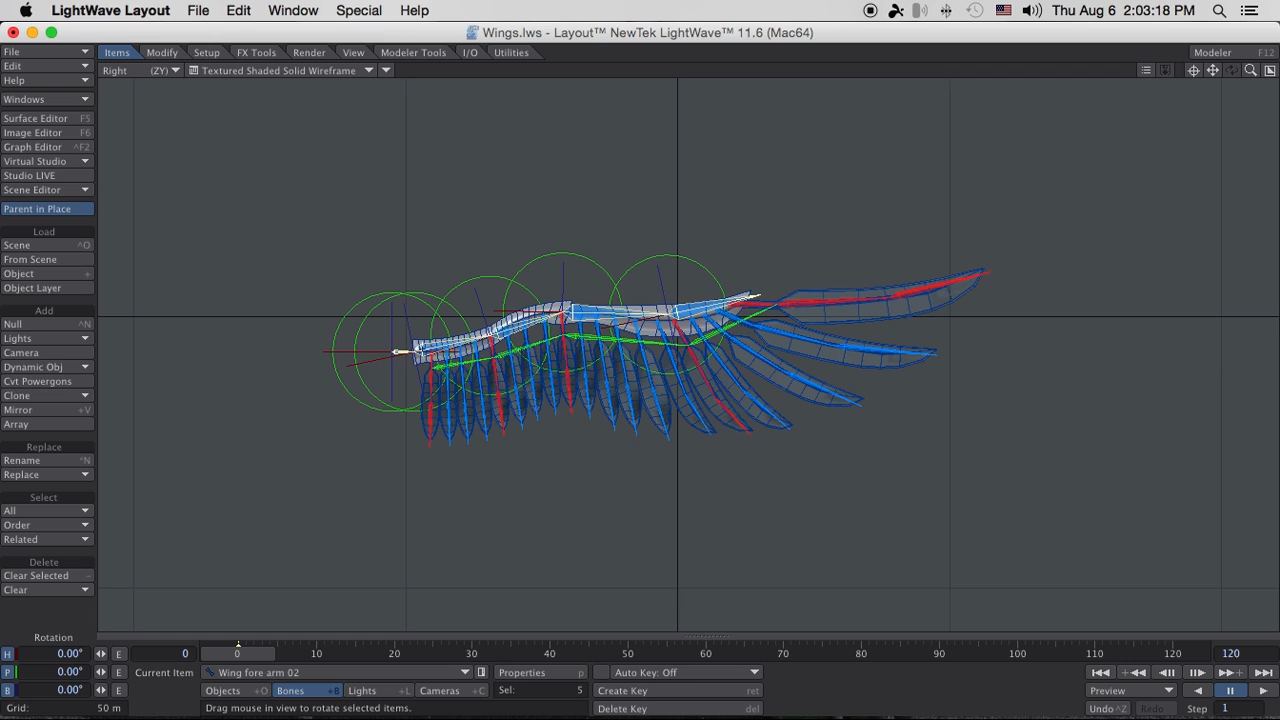 LightWave Layout File Edit Window Special Help Thu Aug 6 2:03:18 PM
Wings.lws - Layout™ NewTek LightWave™ 11.6 (Mac64)
File Items Modify Setup FX Tools Render View Modeler Tools I/O Utilities Modeler F12
Edit Right (ZY) Textured Shaded Solid Wireframe
Help
Windows
Surface Editor F5
Image Editor F6
Graph Editor ^F2
Virtual Studio
Studio LIVE
Scene Editor
Parent in Place
Load
Scene ^O
From Scene
Object +
Object Layer
Add
Null ^N
Lights
Camera
Dynamic Obj
Cvt Powergons
Clone
Mirror +V
Array
Replace
Rename ^N
Replace
Select
All
Order
Related
Delete
Clear Selected -
Clear
Rotation
H 0.00° E 0 0 10 20 30 40 50 60 70 80 90 100 110 120 120
P 0.00° E Current Item Wing fore arm 02 Properties Auto Key: Off
B 0.00° E Objects +O Bones +B Lights +L Cameras +C Sel: 5 Create Key ret Preview
Grid: 50 m Drag mouse in view to rotate selected items. Delete Key del Undo ^Z Redo Step 1